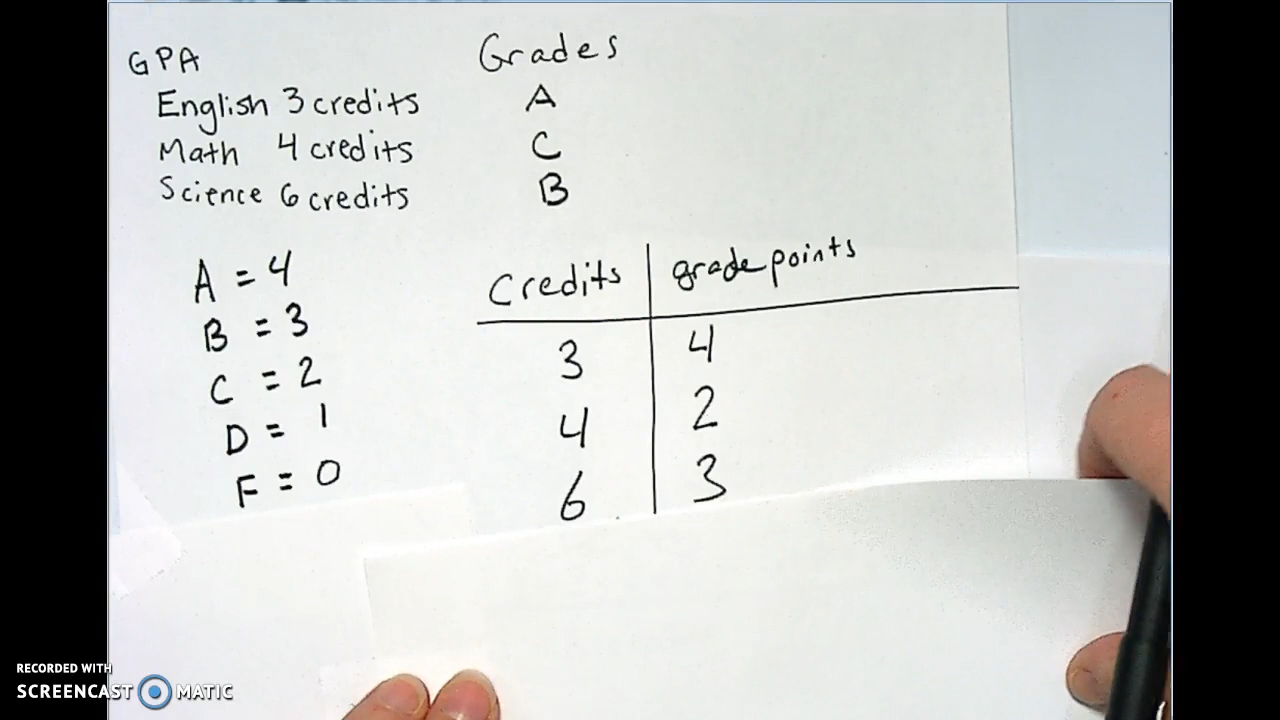 GPA
Grades
English 3 credits A
Math 4 credits C
Science 6 credits B
A = 4
B = 3
C = 2
D = 1
F = 0
Credits grade points
3 4
4 2
6 3
RECORDED WITH
SCREENCAST MATIC